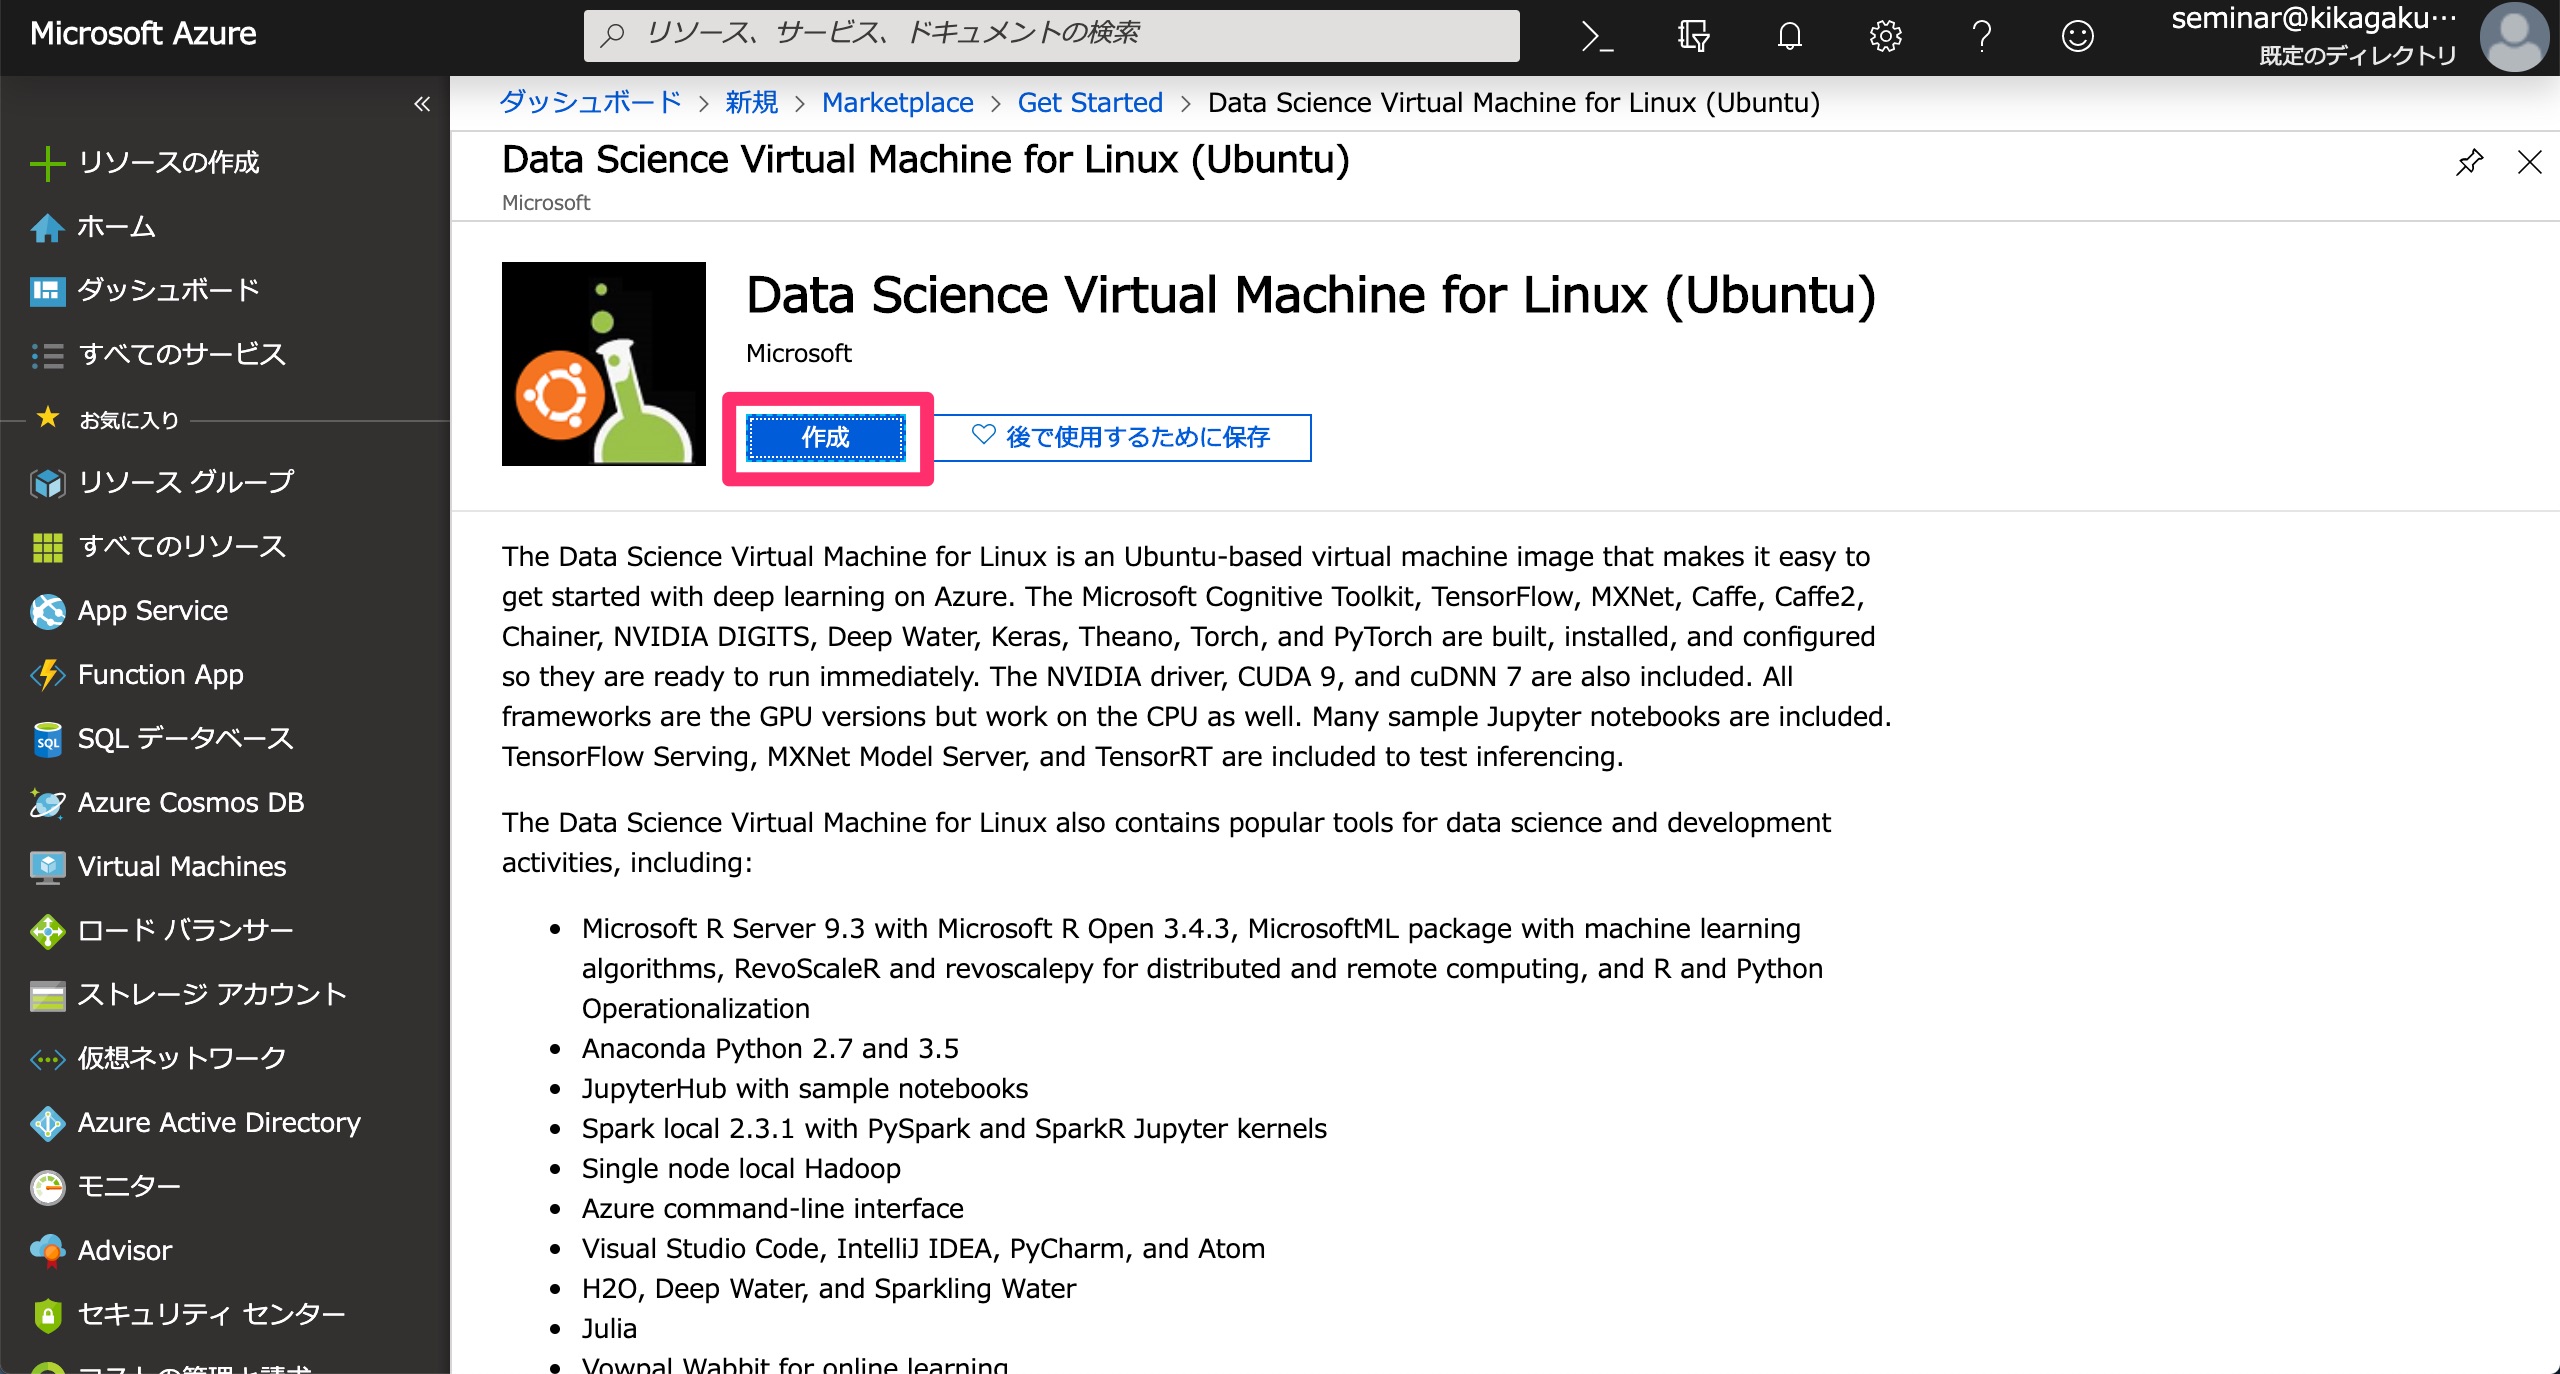 Microsoft Azure
リソース、サービス、ドキュメントの検索
seminar@kikagaku…
既定のディレクトリ
リソースの作成
ホーム
ダッシュボード
すべてのサービス
お気に入り
リソース グループ
すべてのリソース
App Service
Function App
SQL データベース
Azure Cosmos DB
Virtual Machines
ロード バランサー
ストレージ アカウント
仮想ネットワーク
Azure Active Directory
モニター
Advisor
セキュリティ センター
コストの管理と請求
ダッシュボード > 新規 > Marketplace > Get Started > Data Science Virtual Machine for Linux (Ubuntu)
Data Science Virtual Machine for Linux (Ubuntu)
Microsoft
Data Science Virtual Machine for Linux (Ubuntu)
Microsoft
作成
後で使用するために保存
The Data Science Virtual Machine for Linux is an Ubuntu-based virtual machine image that makes it easy to
get started with deep learning on Azure. The Microsoft Cognitive Toolkit, TensorFlow, MXNet, Caffe, Caffe2,
Chainer, NVIDIA DIGITS, Deep Water, Keras, Theano, Torch, and PyTorch are built, installed, and configured
so they are ready to run immediately. The NVIDIA driver, CUDA 9, and cuDNN 7 are also included. All
frameworks are the GPU versions but work on the CPU as well. Many sample Jupyter notebooks are included.
TensorFlow Serving, MXNet Model Server, and TensorRT are included to test inferencing.
The Data Science Virtual Machine for Linux also contains popular tools for data science and development
activities, including:
• Microsoft R Server 9.3 with Microsoft R Open 3.4.3, MicrosoftML package with machine learning
algorithms, RevoScaleR and revoscalepy for distributed and remote computing, and R and Python
Operationalization
• Anaconda Python 2.7 and 3.5
• JupyterHub with sample notebooks
• Spark local 2.3.1 with PySpark and SparkR Jupyter kernels
• Single node local Hadoop
• Azure command-line interface
• Visual Studio Code, IntelliJ IDEA, PyCharm, and Atom
• H2O, Deep Water, and Sparkling Water
• Julia
• Vowpal Wabbit for online learning